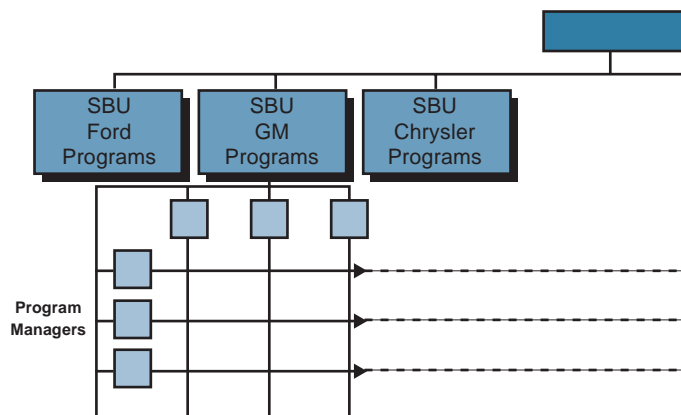 SBU
Ford
Programs
SBU
GM
Programs
SBU
Chrysler
Programs
Program
Managers